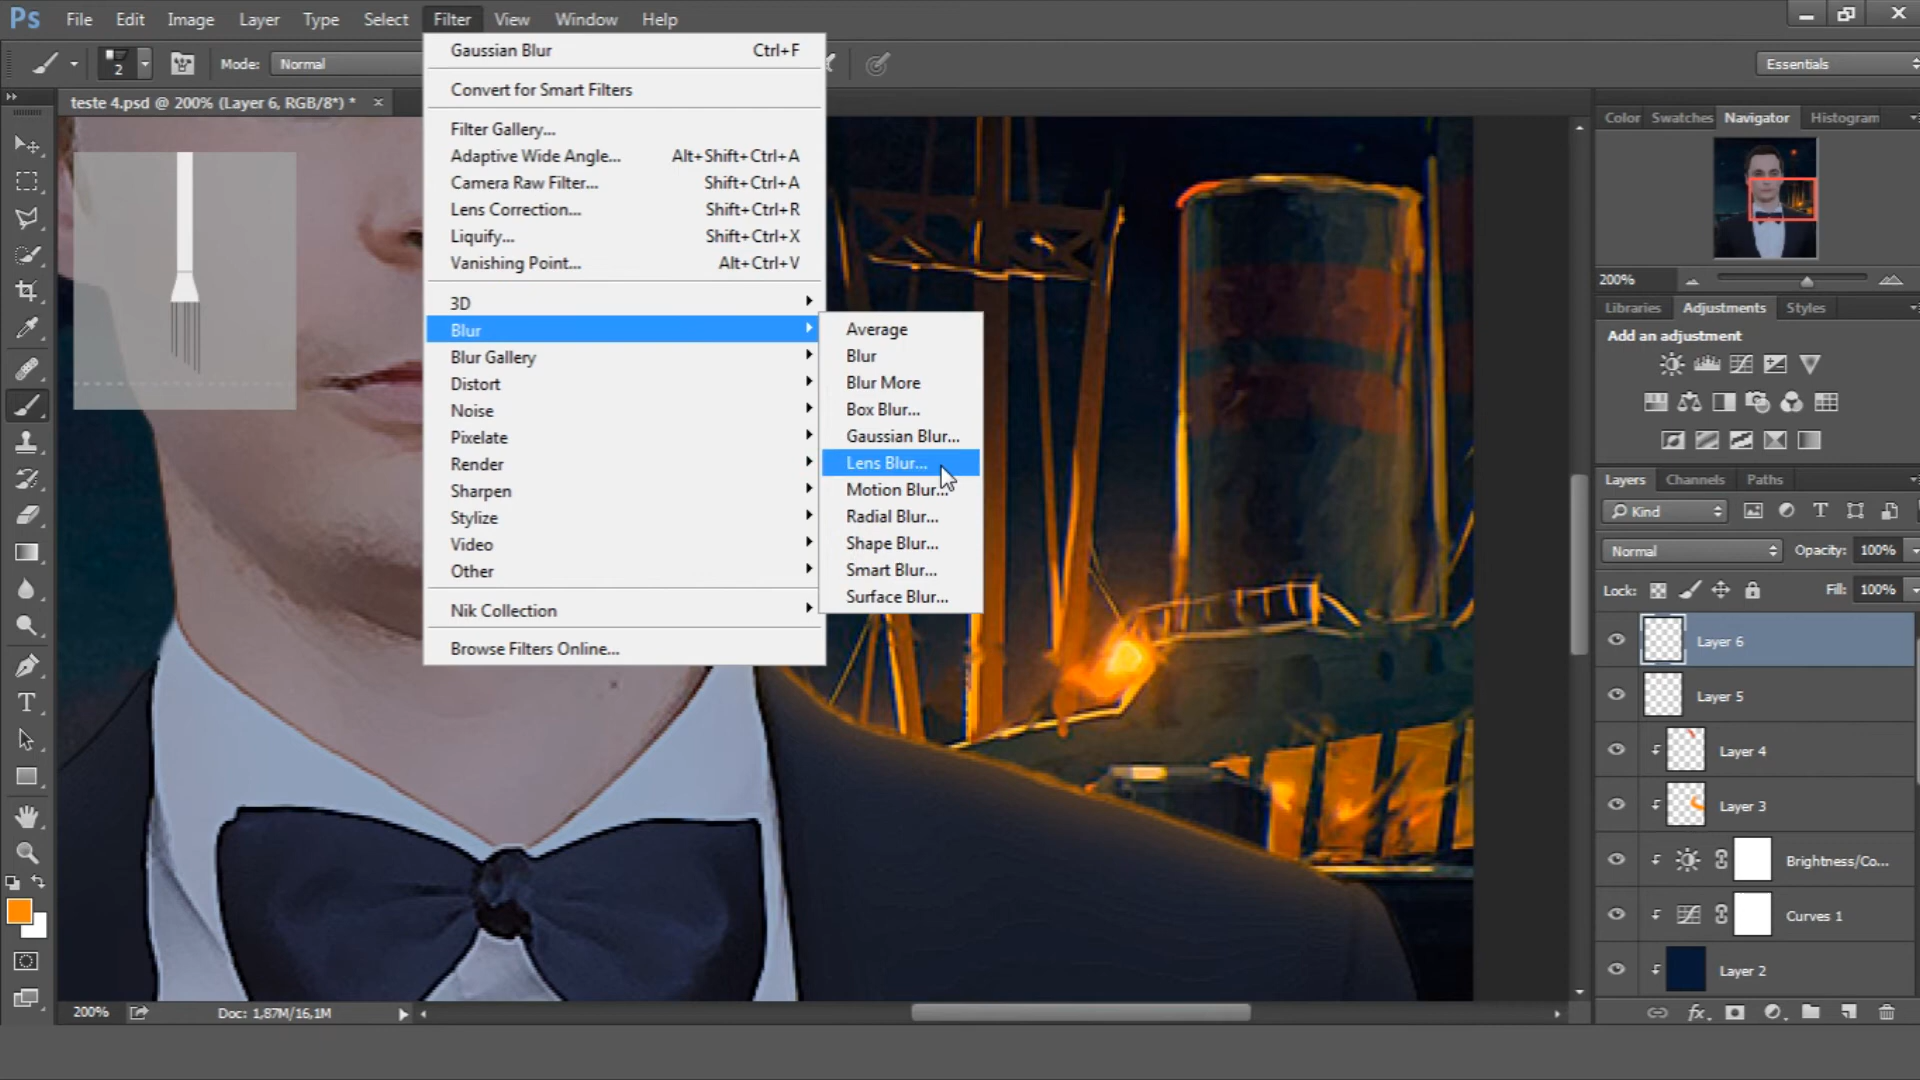 Ps File Edit Image Layer Type Select Filter View Window Help
2 Mode: Normal Essentials
teste 4.psd @ 200% (Layer 6, RGB/8*) * ×
Gaussian Blur Ctrl+F
Convert for Smart Filters
Filter Gallery...
Adaptive Wide Angle... Alt+Shift+Ctrl+A
Camera Raw Filter... Shift+Ctrl+A
Lens Correction... Shift+Ctrl+R
Liquify... Shift+Ctrl+X
Vanishing Point... Alt+Ctrl+V
3D
Blur
Blur Gallery
Distort
Noise
Pixelate
Render
Sharpen
Stylize
Video
Other
Nik Collection
Browse Filters Online...
Average
Blur
Blur More
Box Blur...
Gaussian Blur...
Lens Blur...
Motion Blur...
Radial Blur...
Shape Blur...
Smart Blur...
Surface Blur...
Color Swatches Navigator Histogram
200%
Libraries Adjustments Styles
Add an adjustment
Layers Channels Paths
Kind
Normal Opacity: 100%
Lock: Fill: 100%
Layer 6
Layer 5
Layer 4
Layer 3
Brightness/Co...
Curves 1
Layer 2
200% Doc: 1,87M/16,1M